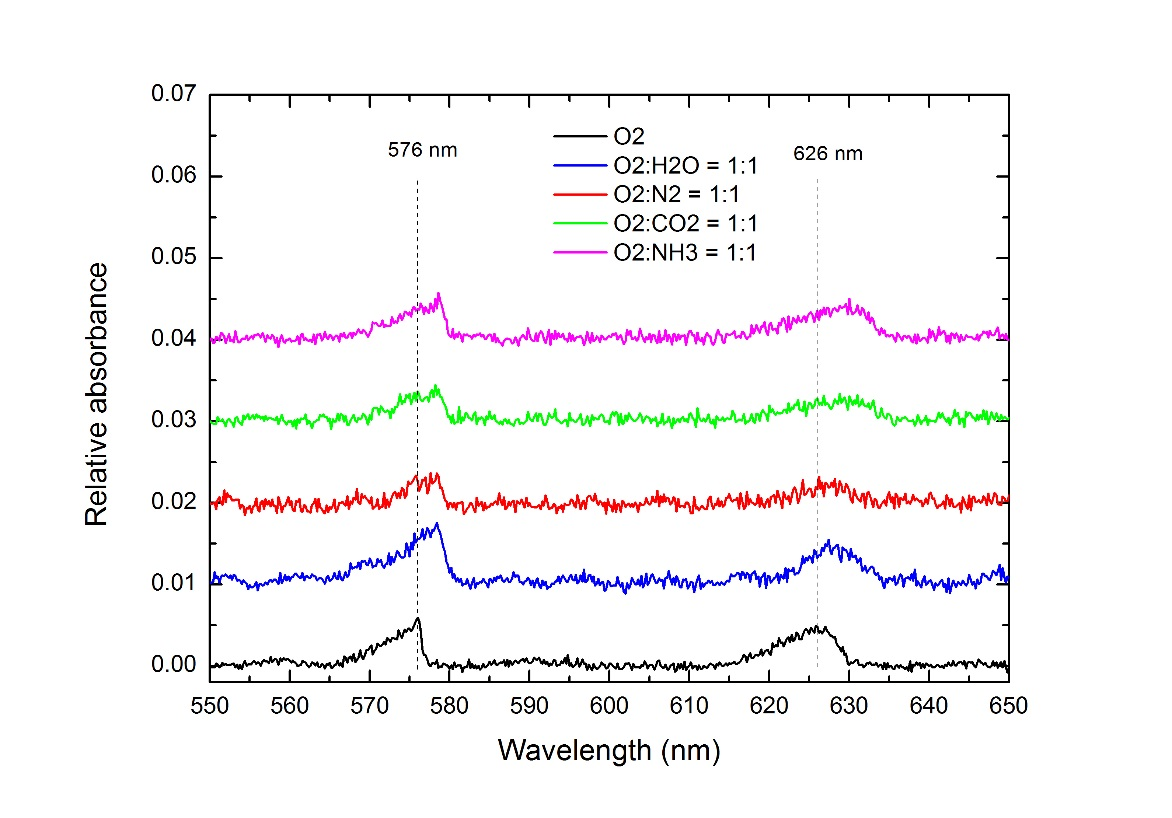 0.07
0.06
0.05
0.04
0.03
0.02
0.01
0.00
Relative absorbance
576 nm
O2
O2:H2O = 1:1
O2:N2 = 1:1
O2:CO2 = 1:1
O2:NH3 = 1:1
626 nm
550 560 570 580 590 600 610 620 630 640 650
Wavelength (nm)